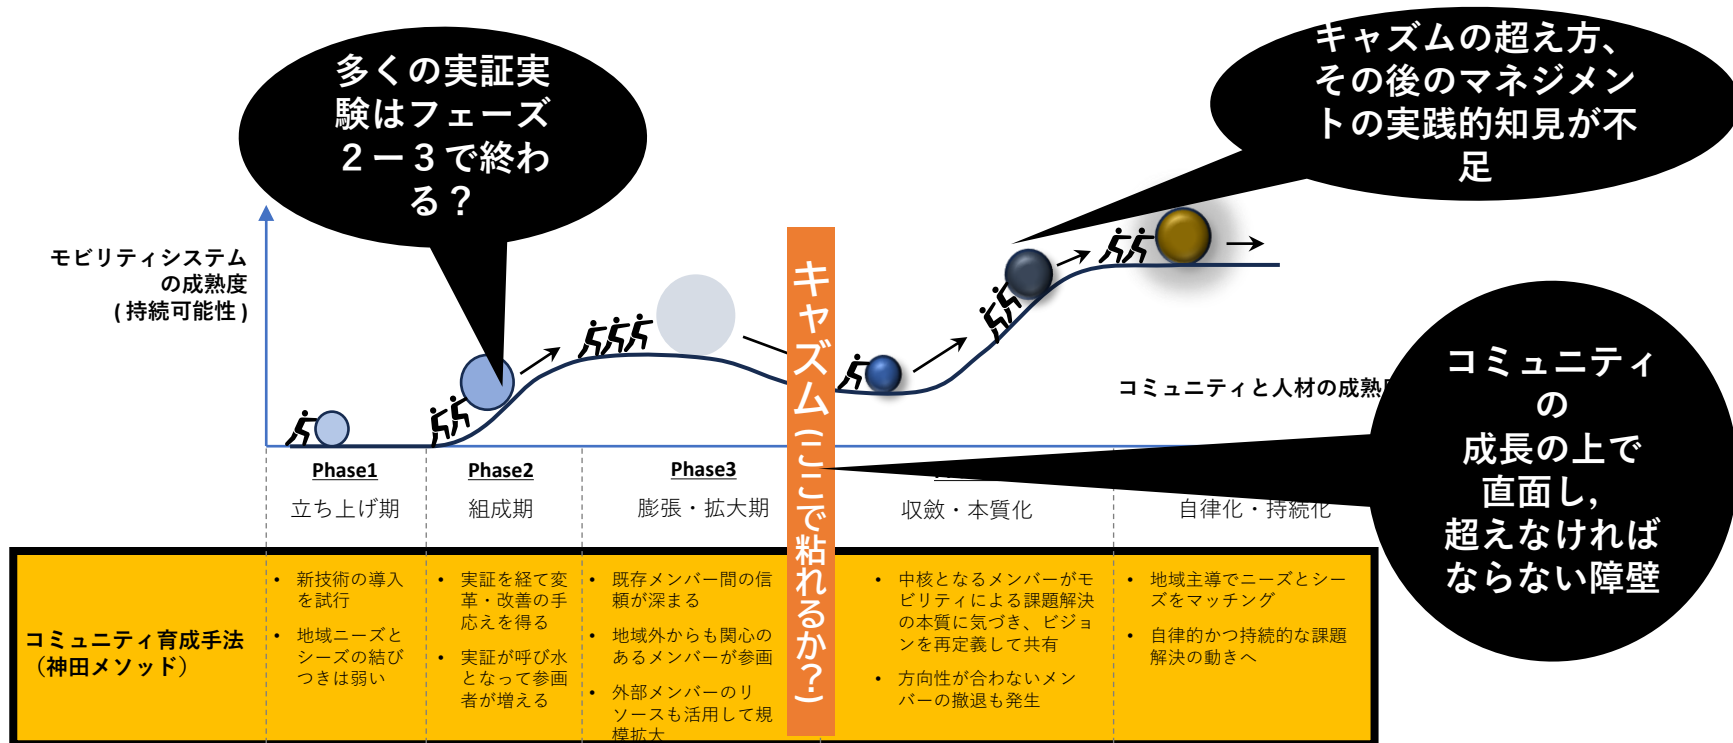 キャズムの超え方、
その後のマネジメン
トの実践的知見が不
足
多くの実証実
験はフェーズ
２ー３で終わ
る？
モビリティシステム
の成熟度
(持続可能性)
キャズム(ここで粘れるか？)
コミュニティと人材の成熟
コミュニティ
の
成長の上で
直面し,
超えなければ
ならない障壁
Phase1
Phase2
Phase3
立ち上げ期
組成期
膨張・拡大期
収斂・本質化
自律化・持続化
コミュニティ育成手法
（神田メソッド）
• 新技術の導入
を試行
• 地域ニーズと
シーズの結び
つきは弱い
• 実証を経て変
革・改善の手
応えを得る
• 実証が呼び水
となって参画
者が増える
• 既存メンバー間の信
頼が深まる
• 地域外からも関心の
あるメンバーが参画
• 外部メンバーのリ
ソースも活用して規
模拡大
• 中核となるメンバーがモ
ビリティによる課題解決
の本質に気づき、ビジョ
ンを再定義して共有
• 方向性が合わないメン
バーの撤退も発生
• 地域主導でニーズとシー
ズをマッチング
• 自律的かつ持続的な課題
解決の動きへ